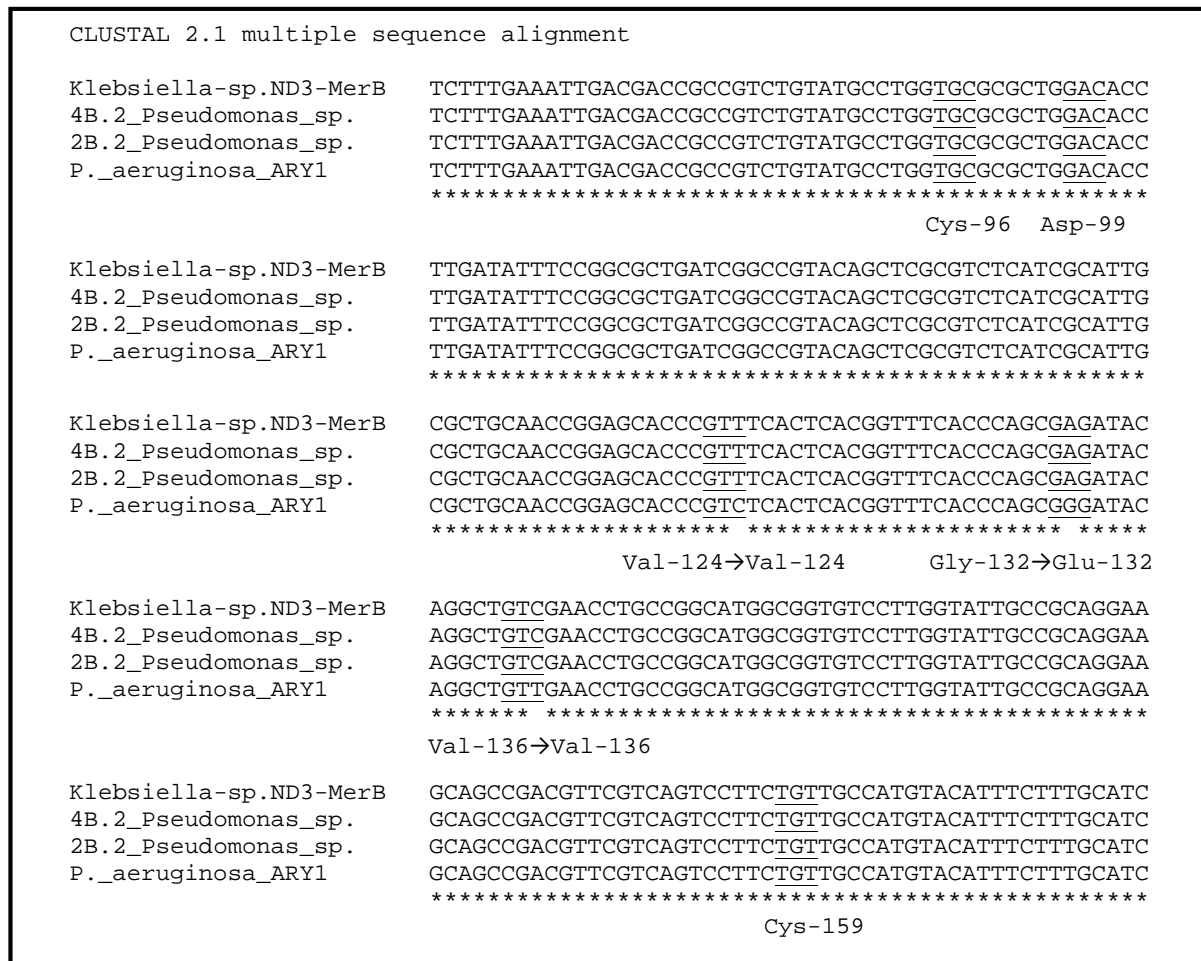 CLUSTAL 2.1 multiple sequence alignment
Klebsiella-sp.ND3-MerB TCTTTGAAATTGACGACCGCCGTCTGTATGCCTGGTGCGCGCTGGACACC
4B.2_Pseudomonas_sp. TCTTTGAAATTGACGACCGCCGTCTGTATGCCTGGTGCGCGCTGGACACC
2B.2_Pseudomonas_sp. TCTTTGAAATTGACGACCGCCGTCTGTATGCCTGGTGCGCGCTGGACACC
P._aeruginosa_ARY1 TCTTTGAAATTGACGACCGCCGTCTGTATGCCTGGTGCGCGCTGGACACC
**************************************************
Cys-96 Asp-99
Klebsiella-sp.ND3-MerB TTGATATTTCCGGCGCTGATCGGCCGTACAGCTCGCGTCTCATCGCATTG
4B.2_Pseudomonas_sp. TTGATATTTCCGGCGCTGATCGGCCGTACAGCTCGCGTCTCATCGCATTG
2B.2_Pseudomonas_sp. TTGATATTTCCGGCGCTGATCGGCCGTACAGCTCGCGTCTCATCGCATTG
P._aeruginosa_ARY1 TTGATATTTCCGGCGCTGATCGGCCGTACAGCTCGCGTCTCATCGCATTG
**************************************************
Klebsiella-sp.ND3-MerB CGCTGCAACCGGAGCACCCGTTTCACTCACGGTTTCACCCAGCGAGATAC
4B.2_Pseudomonas_sp. CGCTGCAACCGGAGCACCCGTTTCACTCACGGTTTCACCCAGCGAGATAC
2B.2_Pseudomonas_sp. CGCTGCAACCGGAGCACCCGTTTCACTCACGGTTTCACCCAGCGAGATAC
P._aeruginosa_ARY1 CGCTGCAACCGGAGCACCCGTCTCACTCACGGTTTCACCCAGCGGGATAC
********************* ********************** *****
Val-124→Val-124 Gly-132→Glu-132
Klebsiella-sp.ND3-MerB AGGCTGTCGAACCTGCCGGCATGGCGGTGTCCTTGGTATTGCCGCAGGAA
4B.2_Pseudomonas_sp. AGGCTGTCGAACCTGCCGGCATGGCGGTGTCCTTGGTATTGCCGCAGGAA
2B.2_Pseudomonas_sp. AGGCTGTCGAACCTGCCGGCATGGCGGTGTCCTTGGTATTGCCGCAGGAA
P._aeruginosa_ARY1 AGGCTGTTGAACCTGCCGGCATGGCGGTGTCCTTGGTATTGCCGCAGGAA
******* ******************************************
Val-136→Val-136
Klebsiella-sp.ND3-MerB GCAGCCGACGTTCGTCAGTCCTTCTGTTGCCATGTACATTTCTTTGCATC
4B.2_Pseudomonas_sp. GCAGCCGACGTTCGTCAGTCCTTCTGTTGCCATGTACATTTCTTTGCATC
2B.2_Pseudomonas_sp. GCAGCCGACGTTCGTCAGTCCTTCTGTTGCCATGTACATTTCTTTGCATC
P._aeruginosa_ARY1 GCAGCCGACGTTCGTCAGTCCTTCTGTTGCCATGTACATTTCTTTGCATC
**************************************************
Cys-159